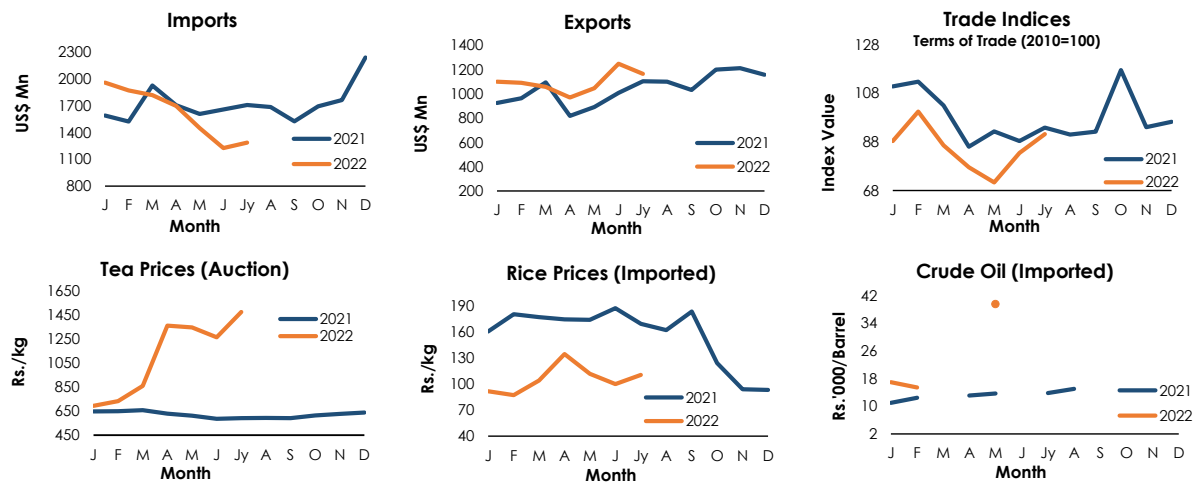 Imports
2300
2000
1700
1400
1100
800
US$ Mn
2021
2022
J F M A M J Jy A S O N D
Month
Exports
1400
1200
1000
800
600
400
200
US$ Mn
2021
2022
J F M A M J Jy A S O N D
Month
Trade Indices
Terms of Trade (2010=100)
128
108
88
68
Index Value
2021
2022
J F M A M J Jy A S O N D
Month
Tea Prices (Auction)
1650
1450
1250
1050
850
650
450
Rs./kg
2021
2022
J F M A M J Jy A S O N D
Month
Rice Prices (Imported)
190
160
130
100
70
40
Rs./kg
2021
2022
J F M A M J Jy A S O N D
Month
Crude Oil (Imported)
42
34
26
18
10
2
Rs.'000/Barrel
2021
2022
J F M A M J Jy A S O N D
Month